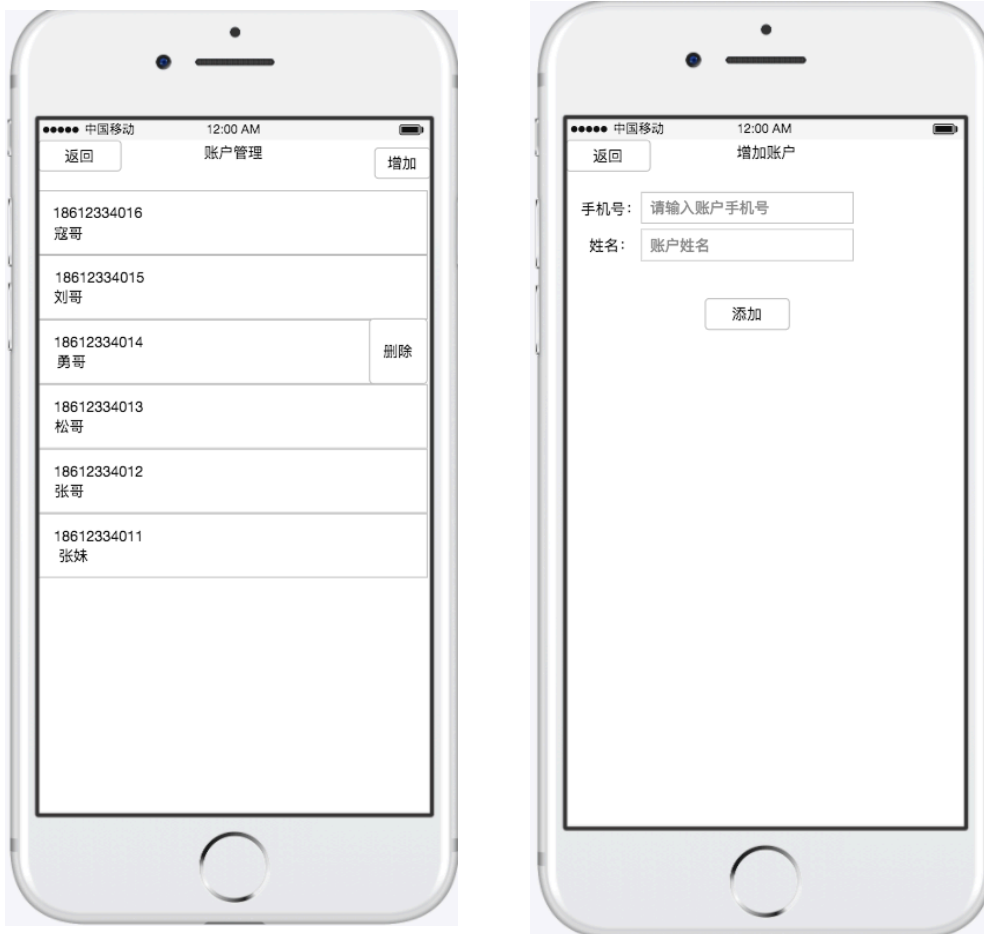 中国移动 12:00 AM
返回 账户管理 增加
18612334016
寇哥
18612334015
刘哥
18612334014
勇哥
删除
18612334013
松哥
18612334012
张哥
18612334011
张妹
中国移动 12:00 AM
返回 增加账户
手机号: 请输入账户手机号
姓名: 账户姓名
添加